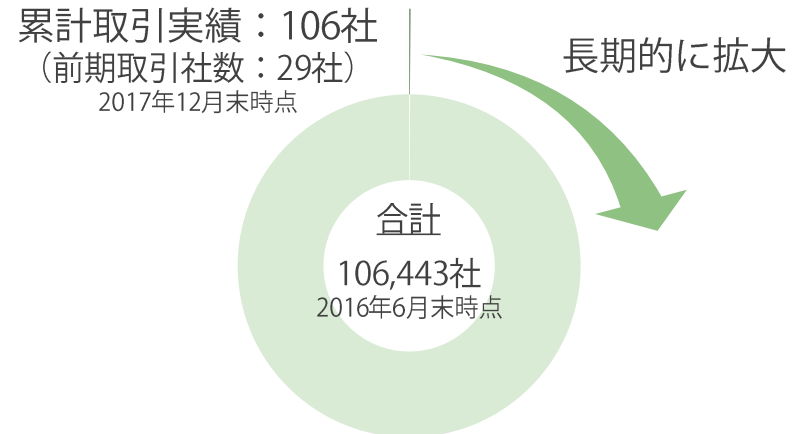 累計取引実績：106社
（前期取引社数：29社）
2017年12月末時点
長期的に拡大
合計
106,443社
2016年6月末時点